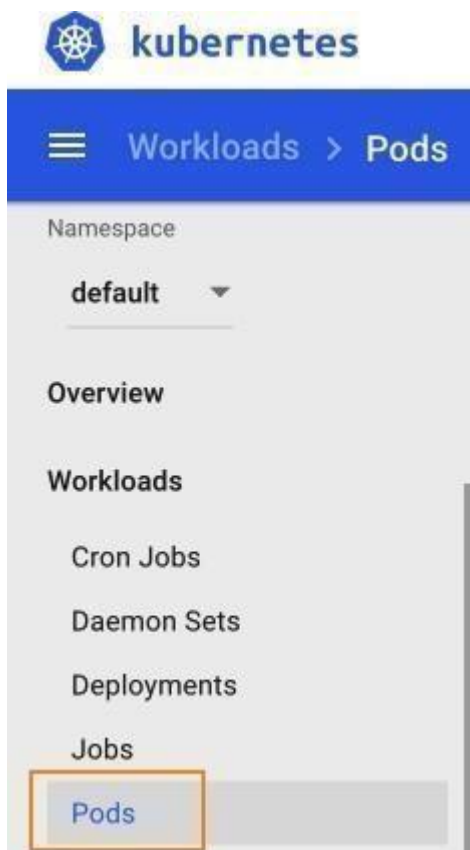 kubernetes
Workloads > Pods
Namespace
default
Overview
Workloads
Cron Jobs
Daemon Sets
Deployments
Jobs
Pods